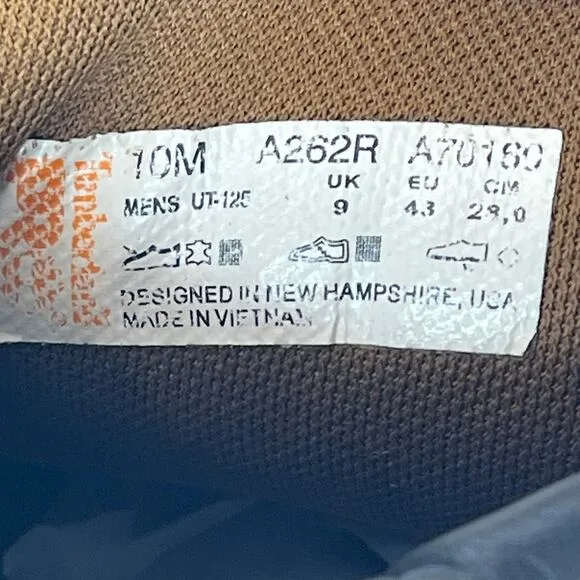 Timberland
10M A262R A70160
UK EU CM
MENS UT-125 9 43 28,0
DESIGNED IN NEW HAMPSHIRE, USA
MADE IN VIETNAM